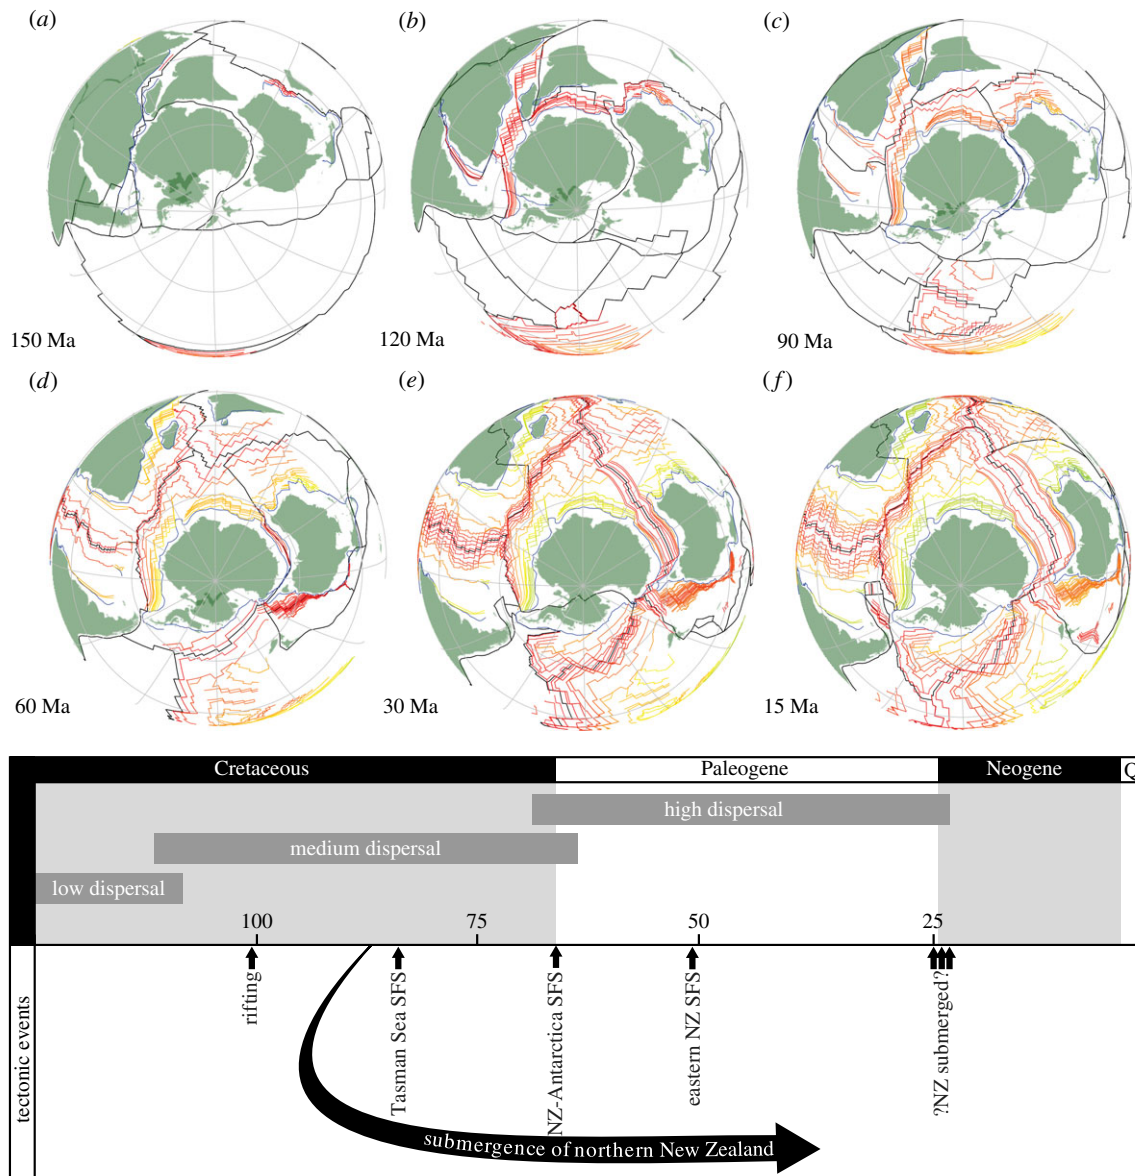 (a)
(b)
(c)
150 Ma
120 Ma
90 Ma
(d)
(e)
(f)
60 Ma
30 Ma
15 Ma
Cretaceous
Paleogene
Neogene
Q
high dispersal
medium dispersal
low dispersal
100
75
50
25
tectonic events
rifting
Tasman Sea SFS
NZ-Antarctica SFS
eastern NZ SFS
?NZ submerged?
submergence of northern New Zealand